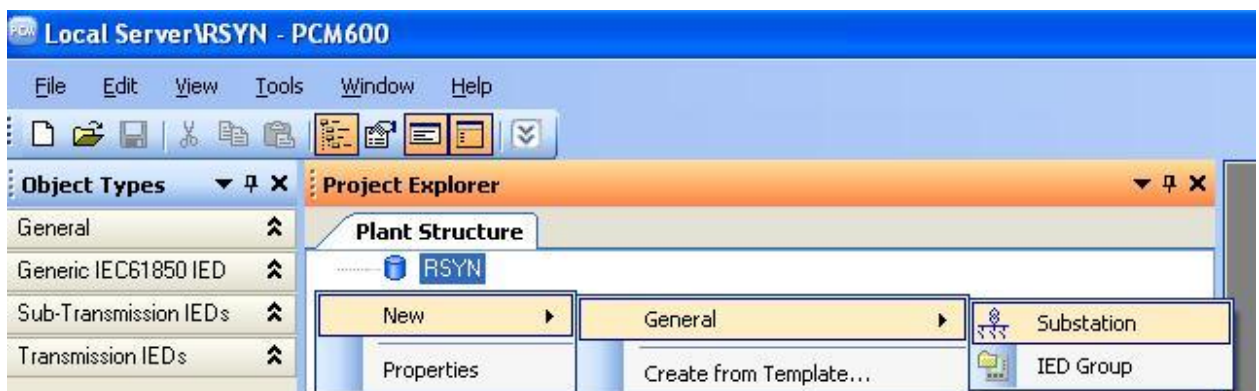 PCM Local Server\RSYN - PCM600
File Edit View Tools Window Help
Object Types
Project Explorer
General
Plant Structure
Generic IEC61850 IED
RSYN
Sub-Transmission IEDs
New
General
Substation
Transmission IEDs
Properties
Create from Template...
IED Group